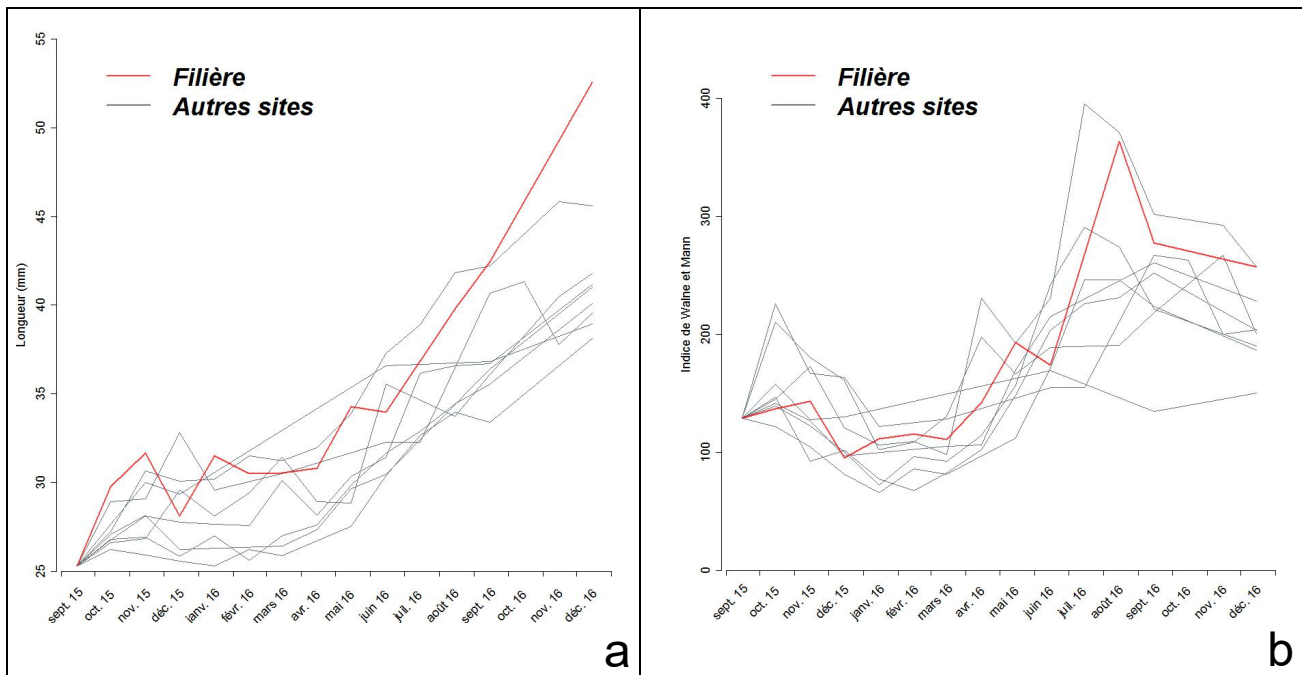 55
50
45
40
35
30
25
Longueur (mm)
Filière
Autres sites
sept. 15
oct. 15
nov. 15
déc. 15
janv. 16
févr. 16
mars 16
avr. 16
mai 16
juin 16
juil. 16
août 16
sept. 16
oct. 16
nov. 16
déc. 16
a
400
300
200
100
0
Indice de Walne et Mann
Filière
Autres sites
sept. 15
oct. 15
nov. 15
déc. 15
janv. 16
févr. 16
mars 16
avr. 16
mai 16
juin 16
juil. 16
août 16
sept. 16
oct. 16
nov. 16
déc. 16
b